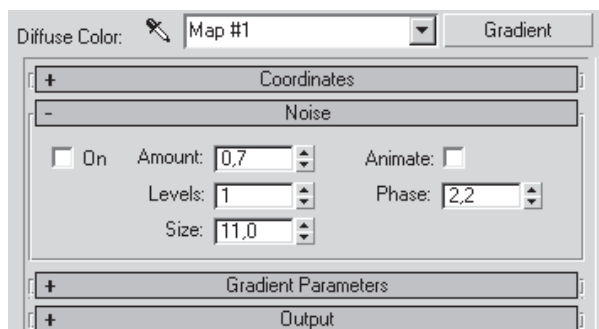 Diffuse Color: Map #1 Gradient
+ Coordinates
- Noise
On Amount: 0,7 Animate:
Levels: 1 Phase: 2,2
Size: 11,0
+ Gradient Parameters
+ Output